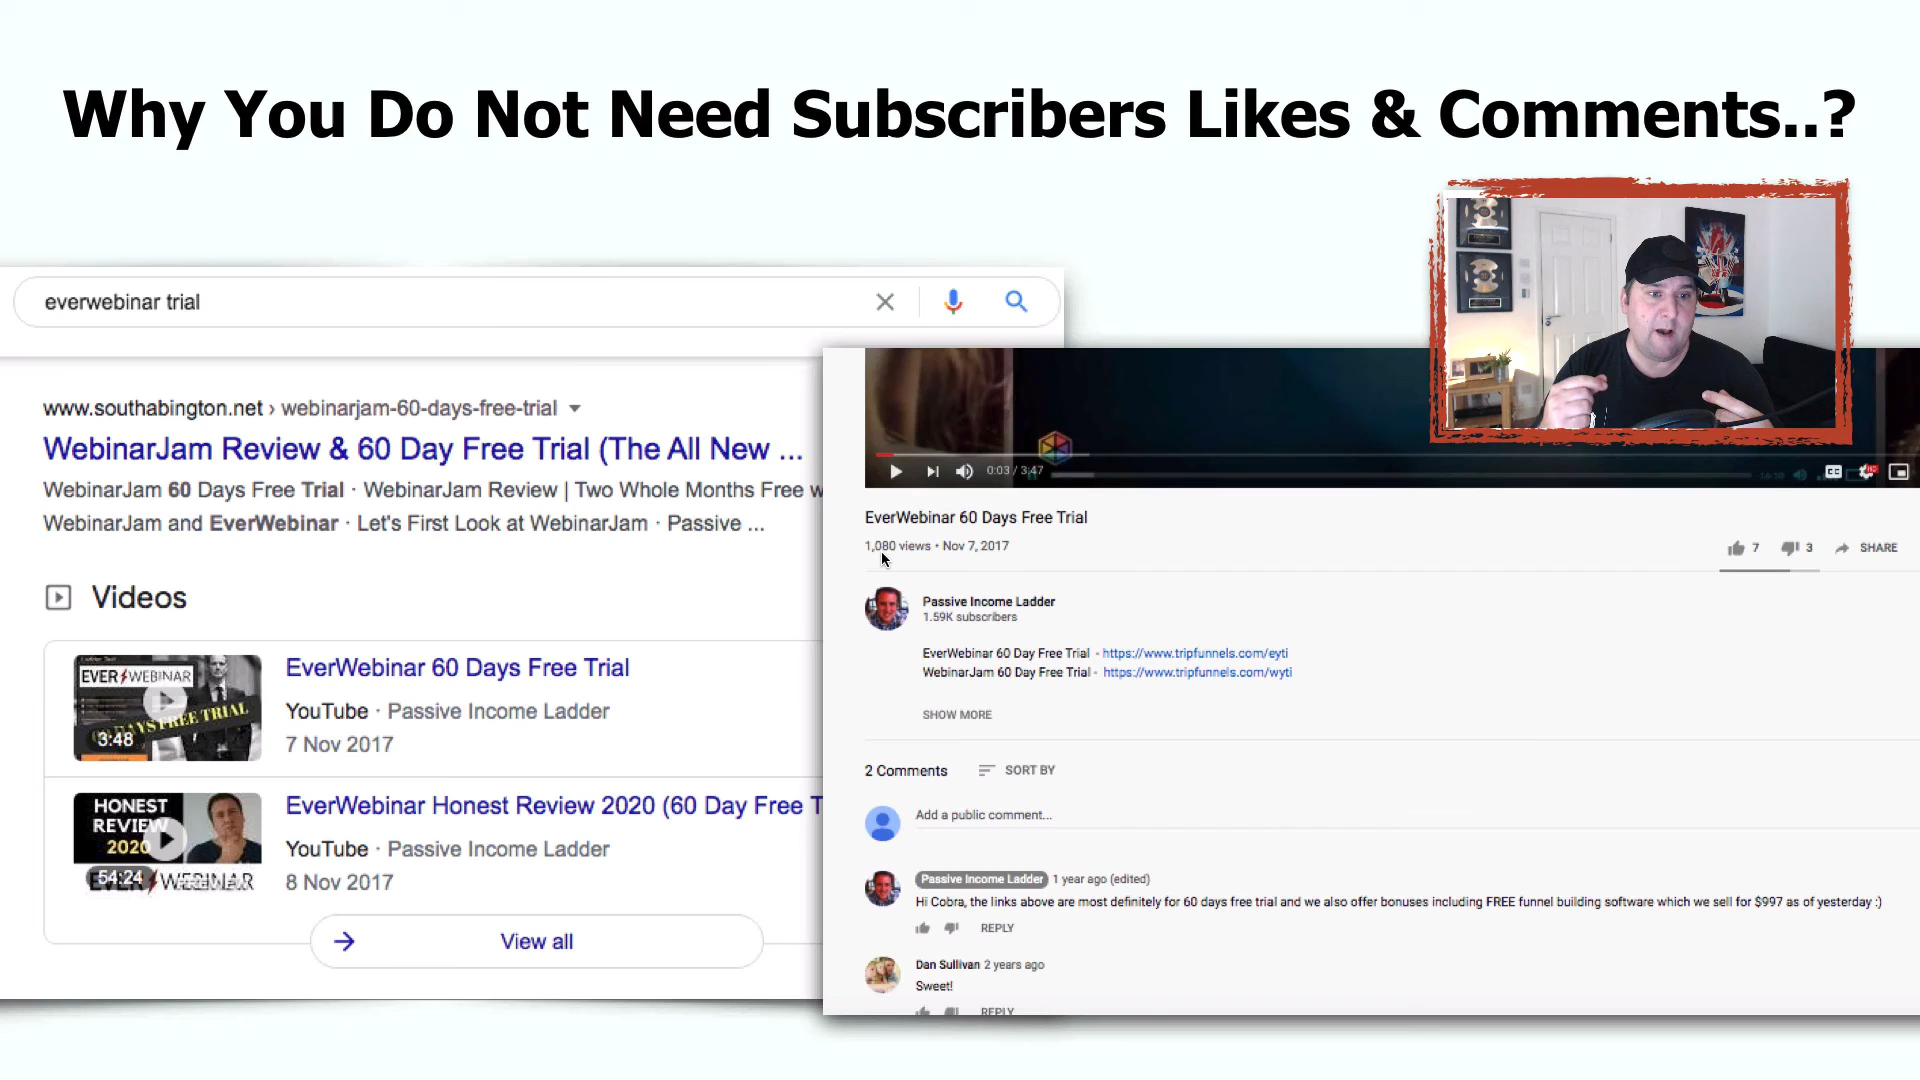 Why You Do Not Need Subscribers Likes & Comments..?
everwebinar trial
www.southabington.net › webinarjam-60-days-free-trial
WebinarJam Review & 60 Day Free Trial (The All New ...
WebinarJam 60 Days Free Trial · WebinarJam Review | Two Whole Months Free w
WebinarJam and EverWebinar · Let's First Look at WebinarJam · Passive ...
Videos
EVER WEBINAR
DAYS FREE TRIAL
3:48
EverWebinar 60 Days Free Trial
YouTube · Passive Income Ladder
7 Nov 2017
HONEST
REVIEW
2020
54:24
EVER WEBINAR
EverWebinar Honest Review 2020 (60 Day Free T
YouTube · Passive Income Ladder
8 Nov 2017
View all
0:03 / 3:47
CC
HD
EverWebinar 60 Days Free Trial
1,080 views • Nov 7, 2017
7
3
SHARE
Passive Income Ladder
1.59K subscribers
EverWebinar 60 Day Free Trial - https://www.tripfunnels.com/eyti
WebinarJam 60 Day Free Trial - https://www.tripfunnels.com/wyti
SHOW MORE
2 Comments
SORT BY
Add a public comment...
Passive Income Ladder 1 year ago (edited)
Hi Cobra, the links above are most definitely for 60 days free trial and we also offer bonuses including FREE funnel building software which we sell for $997 as of yesterday :)
REPLY
Dan Sullivan 2 years ago
Sweet!
REPLY